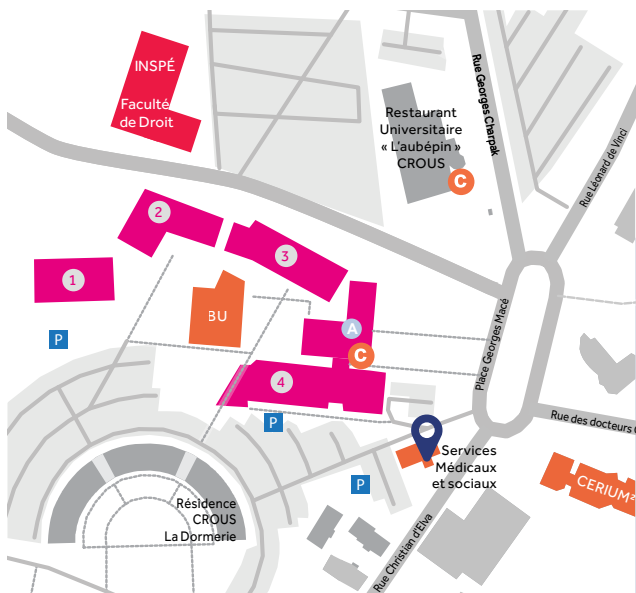 INSPÉ
Faculté
de Droit
Restaurant
Universitaire
« L'aubépin »
CROUS
C
Rue Georges Charpak
Rue Léonard de Vinci
2
3
1
BU
A
C
4
P
P
P
Place Georges Macé
Rue des docteurs
Services
Médicaux
et sociaux
CERIUM²
Résidence
CROUS
La Dormerie
Rue Christian d'Elva